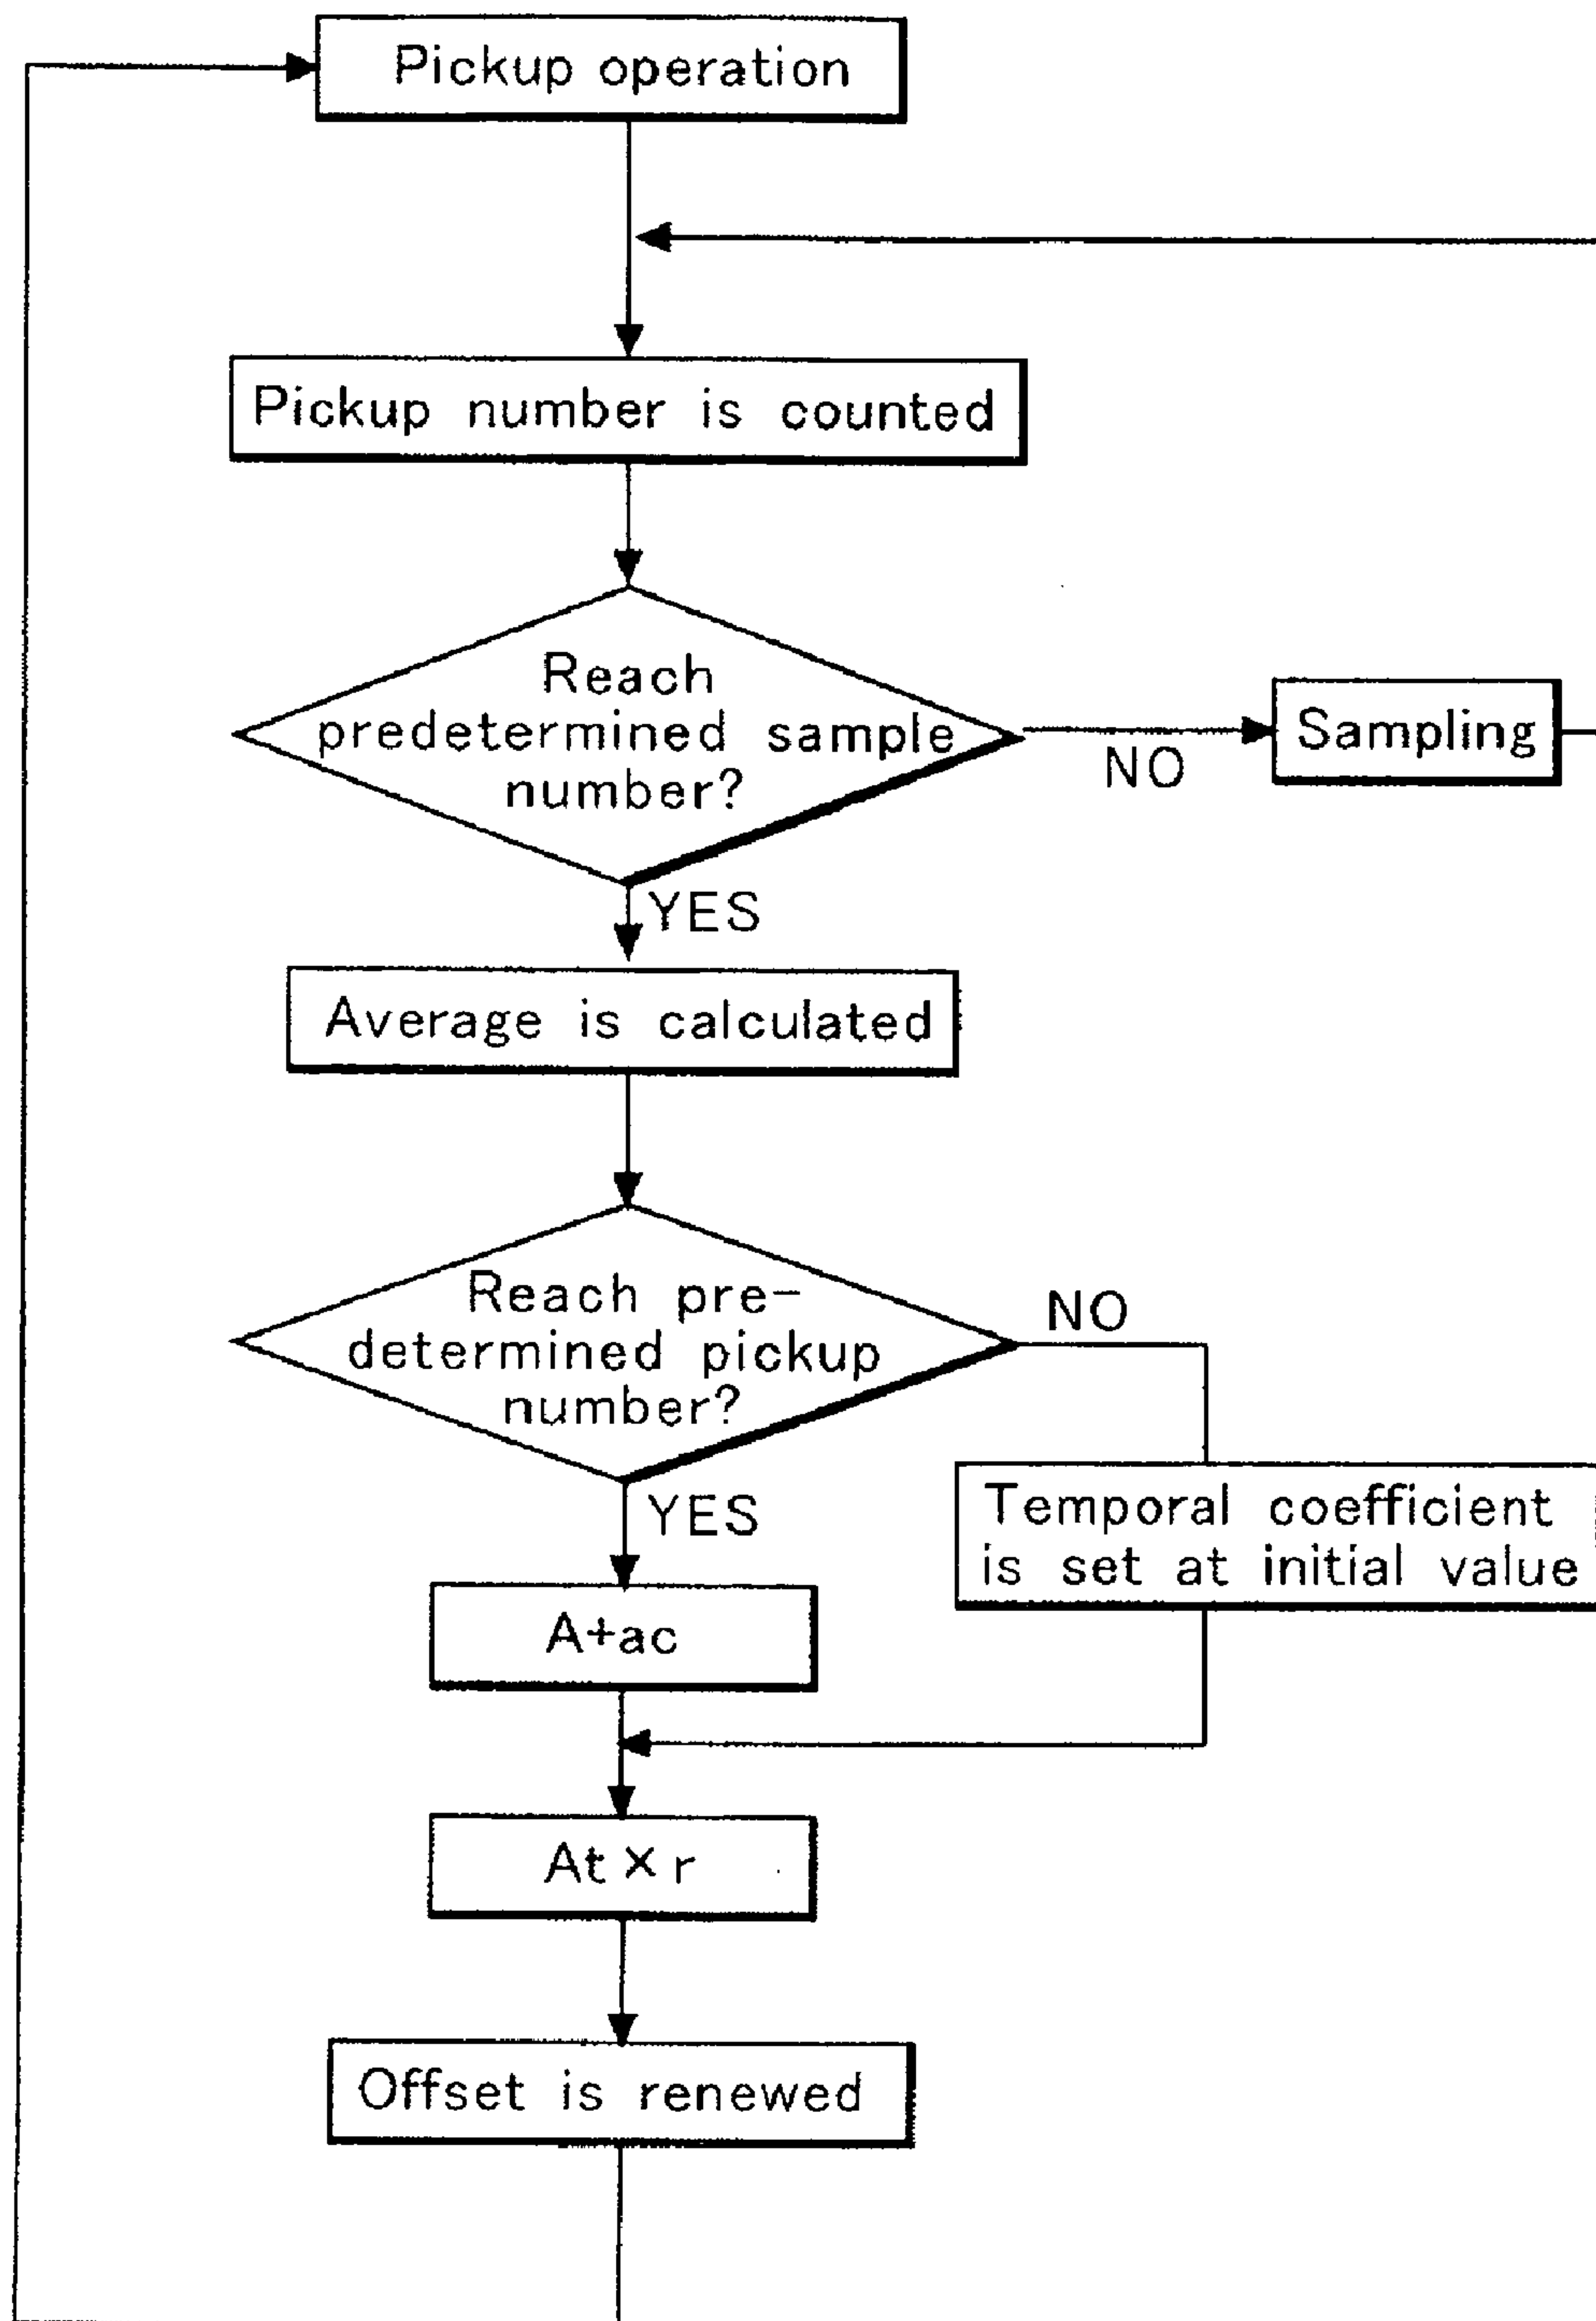 Pickup operation
Pickup number is counted
Reach
predetermined sample
number?
NO
Sampling
YES
Average is calculated
Reach pre-
determined pickup
number?
NO
YES
Temporal coefficient
is set at initial value
A+ac
At×r
Offset is renewed